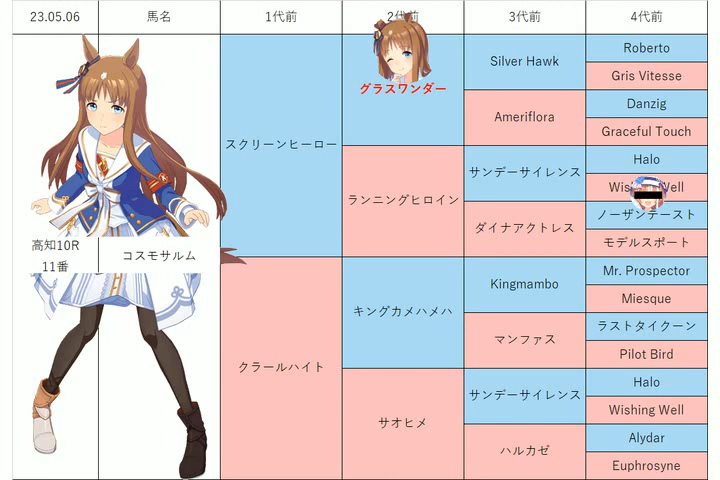 23.05.06 馬名 1代前 2代前 3代前 4代前
高知10R
11番
コスモサルム
スクリーンヒーロー
クラールハイト
グラスワンダー
ランニングヒロイン
キングカメハメハ
サオヒメ
Silver Hawk
Ameriflora
サンデーサイレンス
ダイナアクトレス
Kingmambo
マンファス
サンデーサイレンス
ハルカゼ
Roberto
Gris Vitesse
Danzig
Graceful Touch
Halo
Wishing Well
ノーザンテースト
モデルスポート
Mr. Prospector
Miesque
ラストタイクーン
Pilot Bird
Halo
Wishing Well
Alydar
Euphrosyne